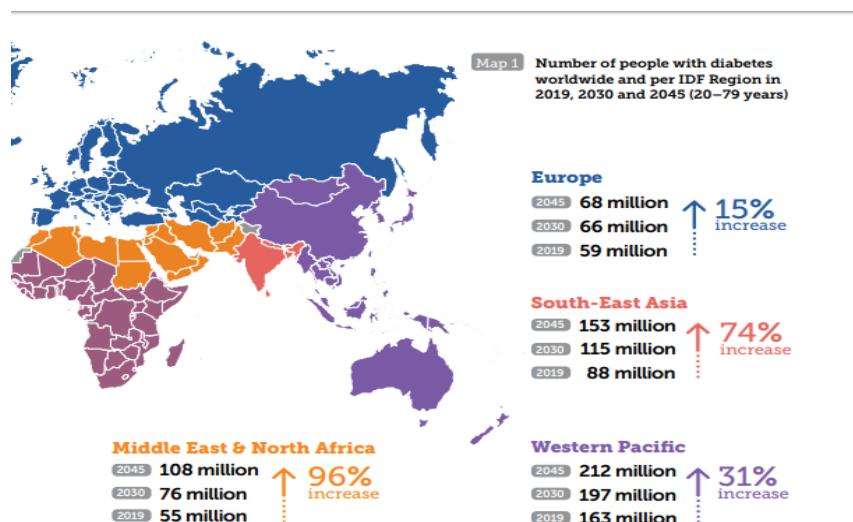 Map 1
Number of people with diabetes
worldwide and per IDF Region in
2019, 2030 and 2045 (20–79 years)
Europe
2045 68 million
2030 66 million
2019 59 million
15%
increase
South-East Asia
2045 153 million
2030 115 million
2019 88 million
74%
increase
Middle East & North Africa
2045 108 million
2030 76 million
2019 55 million
96%
increase
Western Pacific
2045 212 million
2030 197 million
2019 163 million
31%
increase